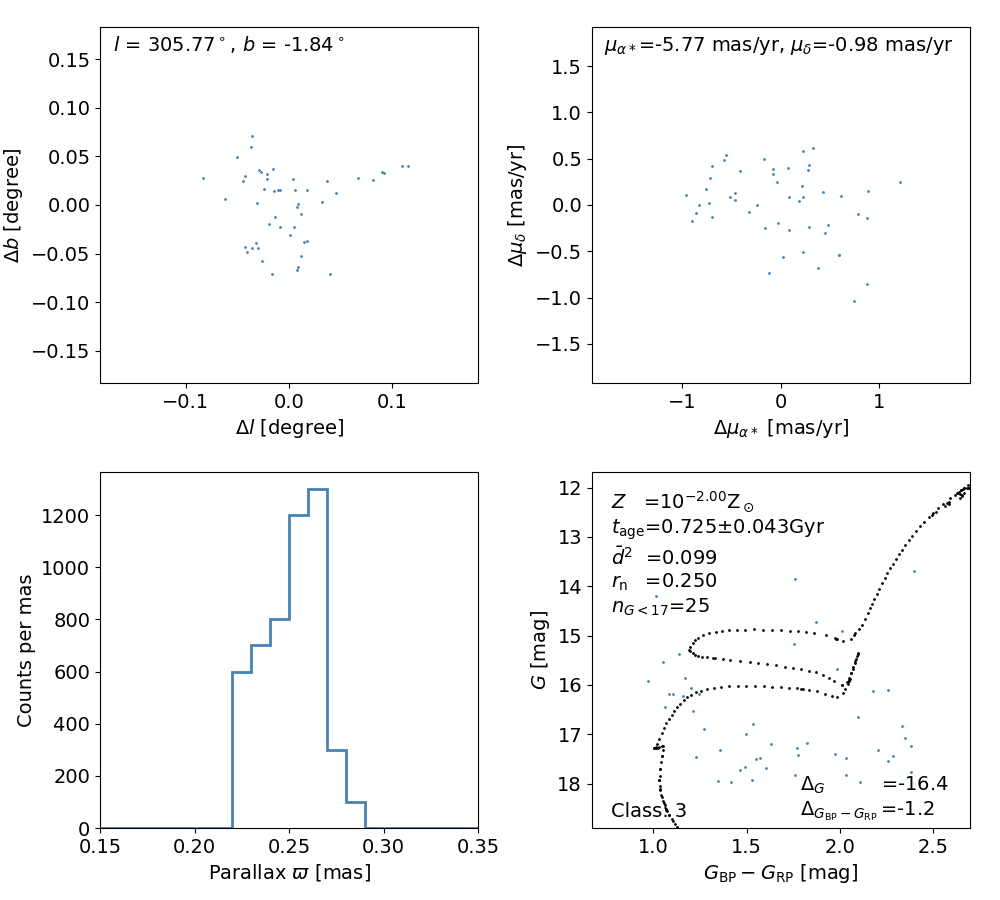 l = 305.77°, b = -1.84°
0.15
0.10
0.05
0.00
−0.05
−0.10
−0.15
Δb [degree]
−0.1 0.0 0.1
Δl [degree]
μα∗=-5.77 mas/yr, μδ=-0.98 mas/yr
1.5
1.0
0.5
0.0
−0.5
−1.0
−1.5
Δμδ [mas/yr]
−1 0 1
Δμα∗ [mas/yr]
1200
1000
800
600
400
200
0
Counts per mas
0.15 0.20 0.25 0.30 0.35
Parallax ϖ [mas]
Z =10^−2.00 Z⊙
tage=0.725±0.043Gyr
d̄² =0.099
rn =0.250
nG<17=25
ΔG =-16.4
ΔGBP−GRP=-1.2
Class: 3
12
13
14
15
16
17
18
G [mag]
1.0 1.5 2.0 2.5
GBP − GRP [mag]